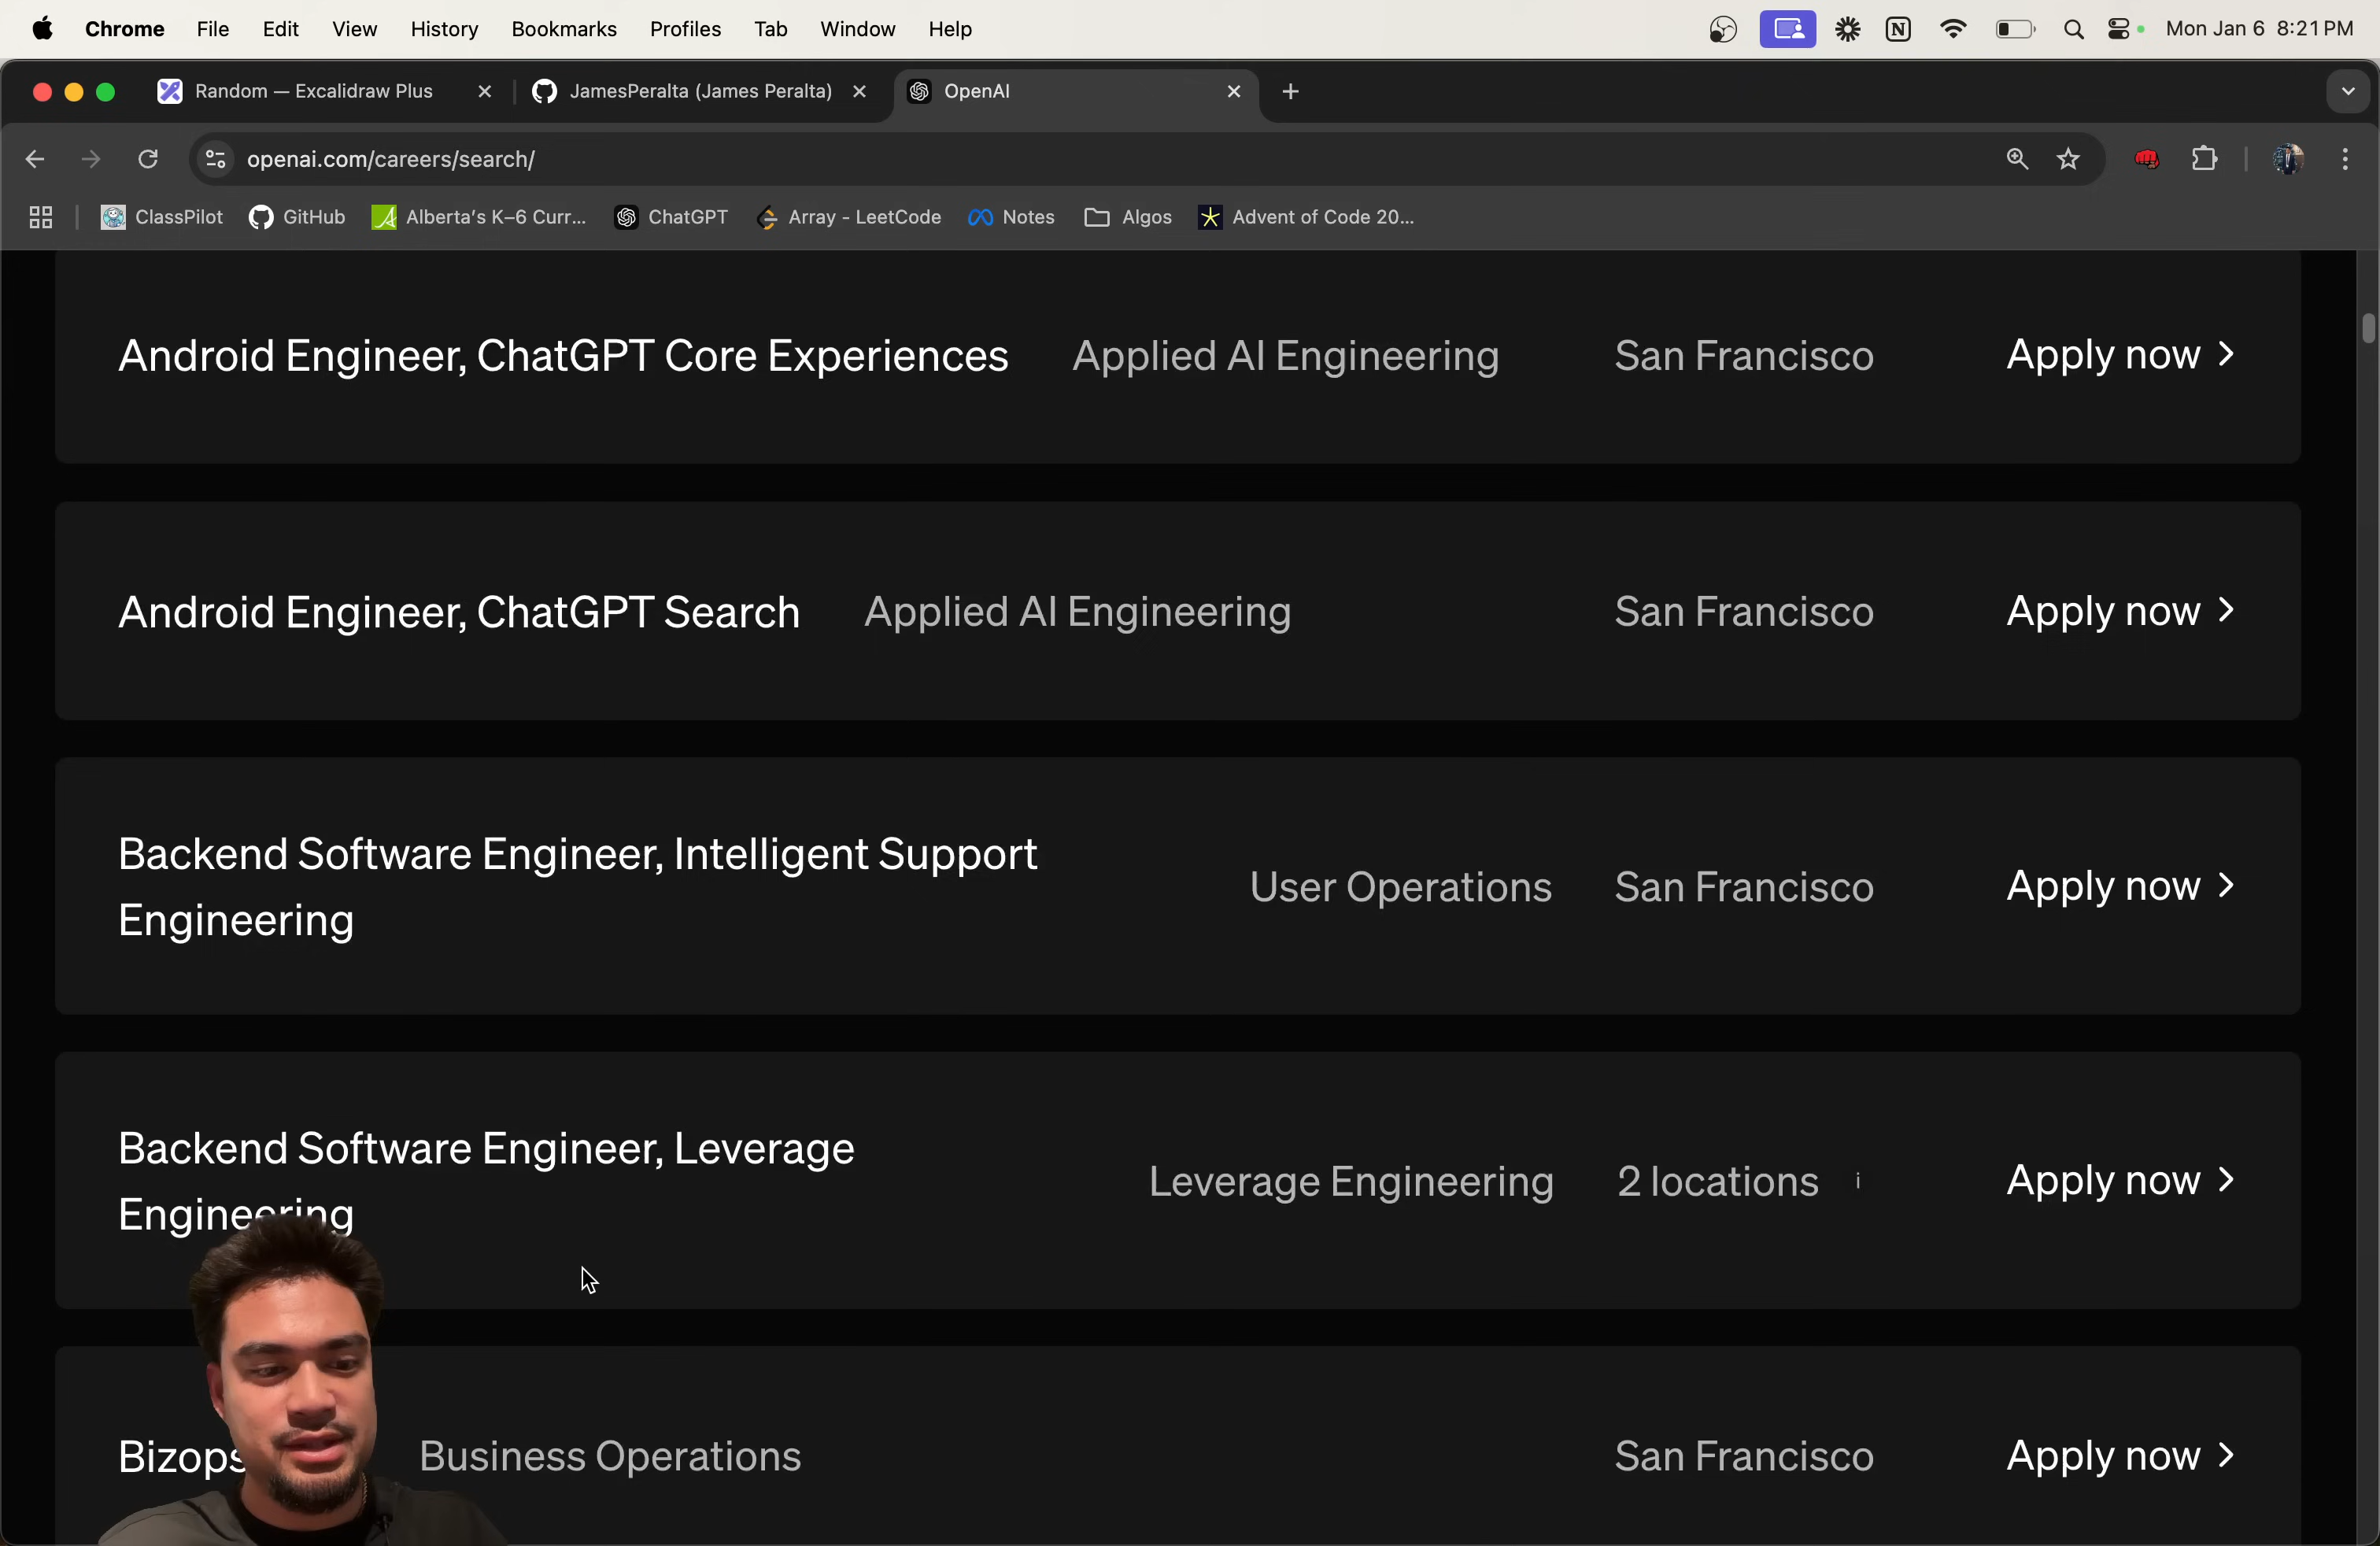 Chrome File Edit View History Bookmarks Profiles Tab Window Help Mon Jan 6 8:21 PM
Random — Excalidraw Plus JamesPeralta (James Peralta) OpenAI
openai.com/careers/search/
ClassPilot GitHub Alberta's K–6 Curr... ChatGPT Array - LeetCode Notes Algos Advent of Code 20...
Android Engineer, ChatGPT Core Experiences Applied AI Engineering San Francisco Apply now
Android Engineer, ChatGPT Search Applied AI Engineering San Francisco Apply now
Backend Software Engineer, Intelligent Support
Engineering
User Operations San Francisco Apply now
Backend Software Engineer, Leverage
Engineering
Leverage Engineering 2 locations i Apply now
Bizops Business Operations San Francisco Apply now